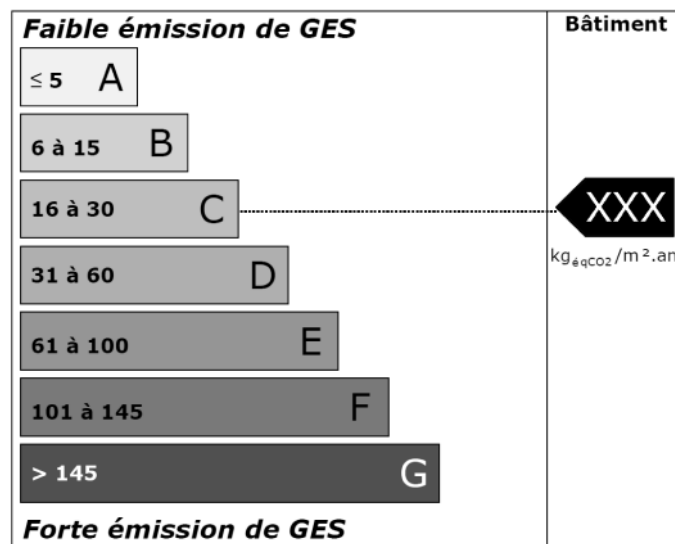 Faible émission de GES
Bâtiment
≤ 5 A
6 à 15 B
16 à 30 C
XXX
kgéqCO2/m².an
31 à 60 D
61 à 100 E
101 à 145 F
> 145 G
Forte émission de GES